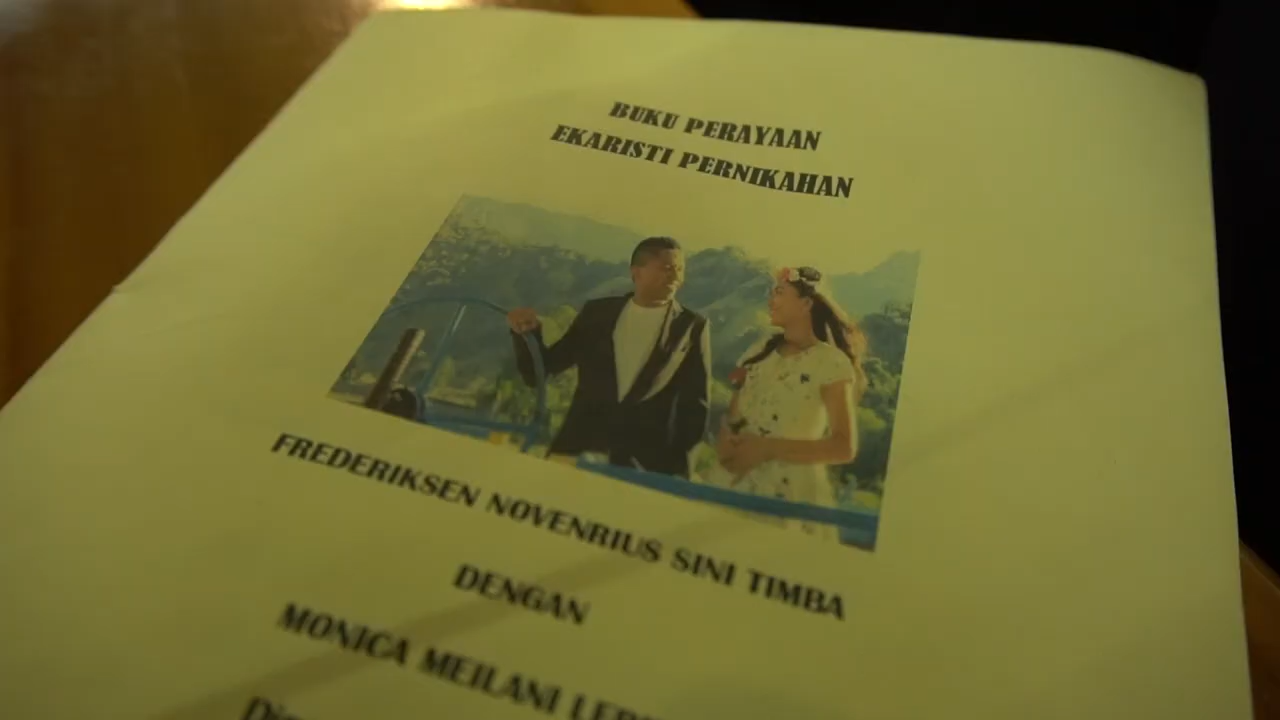 BUKU PERAYAAN
EKARISTI PERNIKAHAN
FREDERIKSEN NOVENRIUS SINI TIMBA
DENGAN
MONICA MEILANI